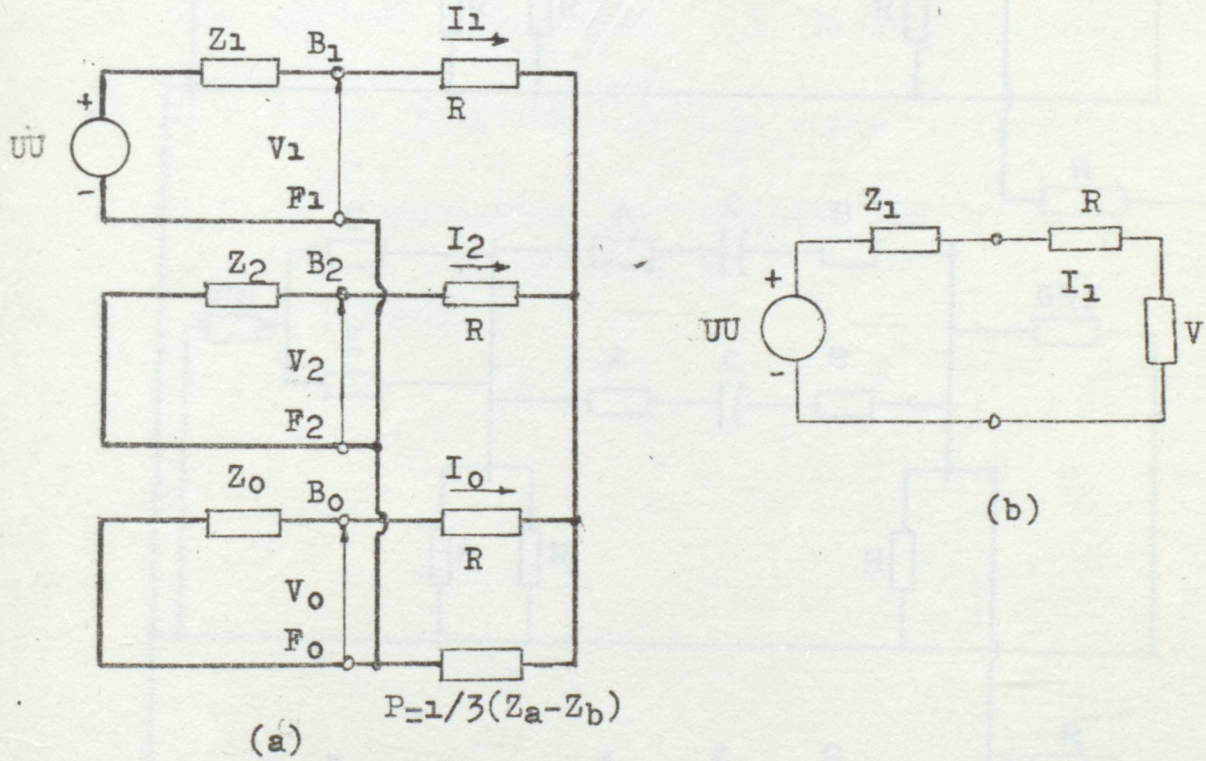 I1
Z1 B1
R
+
UU V1
-
F1
I2
Z2 B2
R
V2
F2
I0
Z0 B0
R
V0
F0
P=1/3(Za-Zb)
(a)
Z1 R
I1
+
UU V
-
(b)